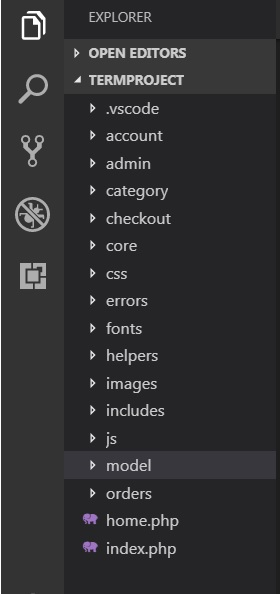 EXPLORER
OPEN EDITORS
TERMPROJECT
.vscode
account
admin
category
checkout
core
css
errors
fonts
helpers
images
includes
js
model
orders
home.php
index.php